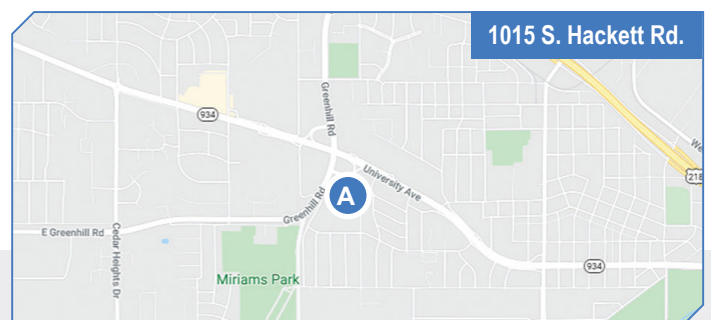 1015 S. Hackett Rd.
934
Greenhill Rd
University Ave
218
A
Greenhill Rd
E Greenhill Rd
Cedar Heights Dr
934
Miriams Park